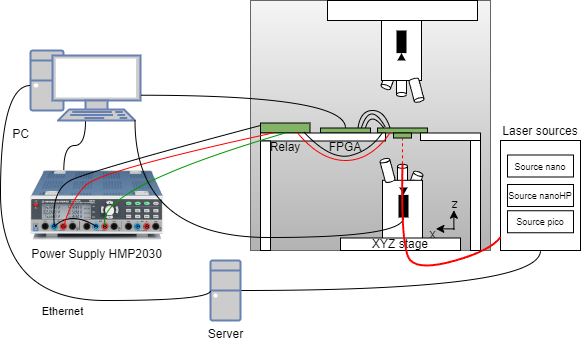 PC
Relay
FPGA
Laser sources
Source nano
Source nanoHP
Source pico
Z
X
XYZ stage
Power Supply HMP2030
Ethernet
Server